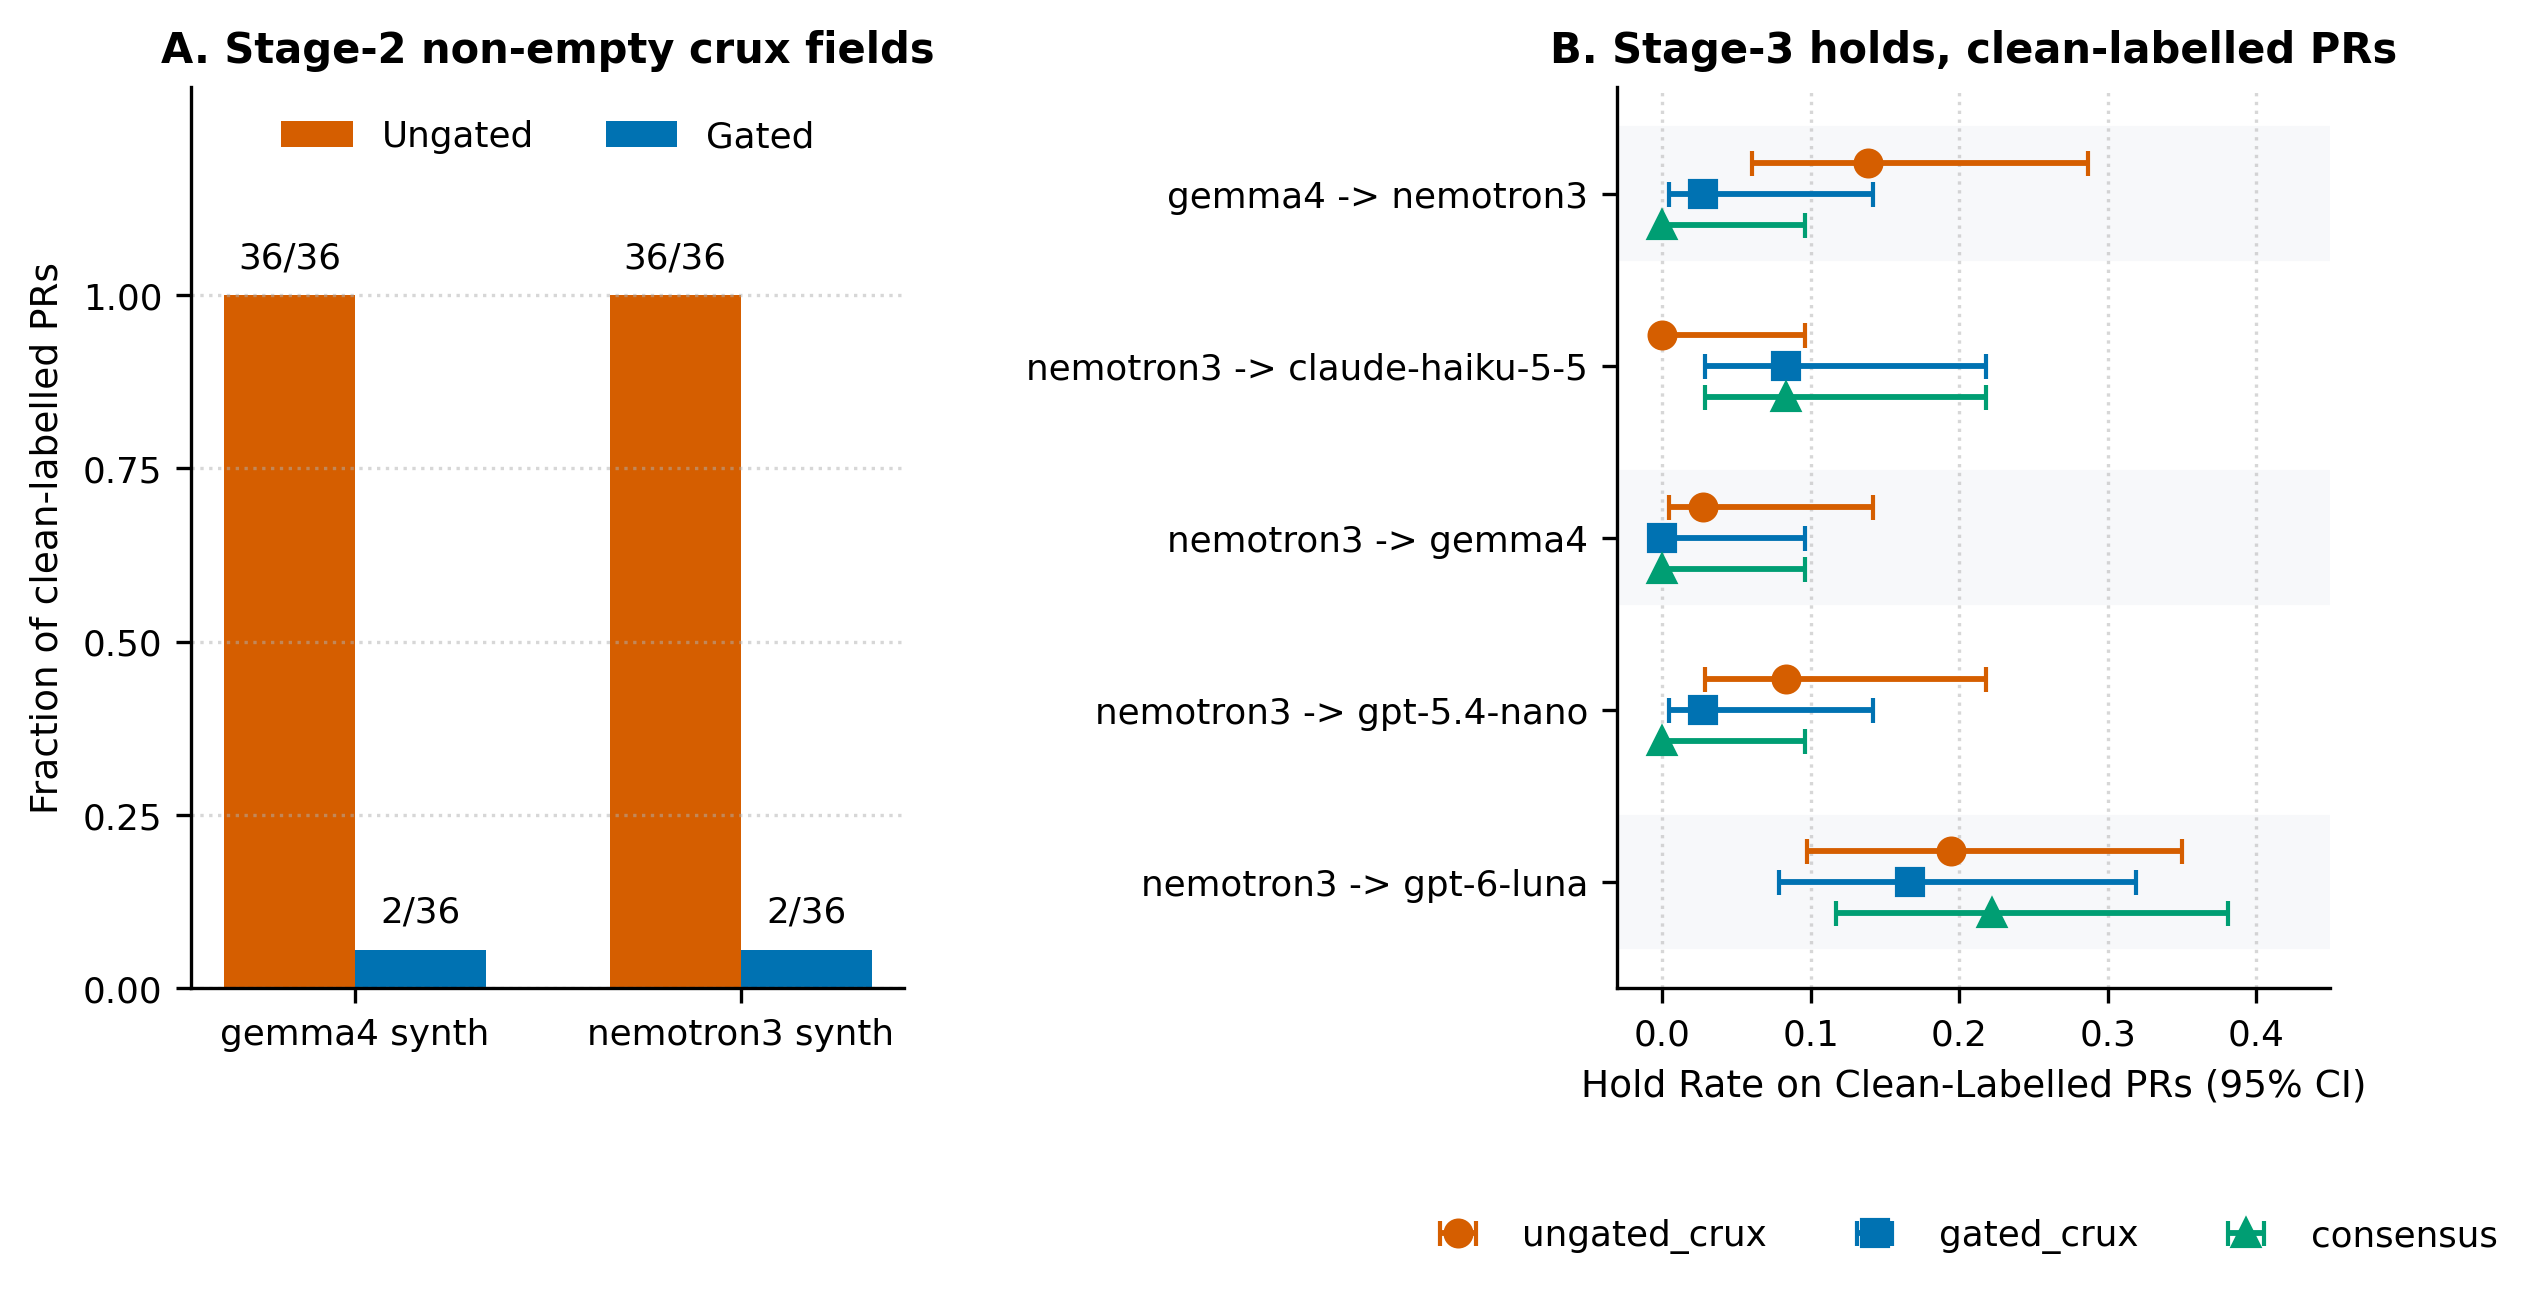 A. Stage-2 non-empty crux fields
Ungated
Gated
36/36
36/36
2/36
2/36
Fraction of clean-labelled PRs
1.00
0.75
0.50
0.25
0.00
gemma4 synth
nemotron3 synth
B. Stage-3 holds, clean-labelled PRs
gemma4 -> nemotron3
nemotron3 -> claude-haiku-5-5
nemotron3 -> gemma4
nemotron3 -> gpt-5.4-nano
nemotron3 -> gpt-6-luna
0.0
0.1
0.2
0.3
0.4
Hold Rate on Clean-Labelled PRs (95% CI)
ungated_crux
gated_crux
consensus